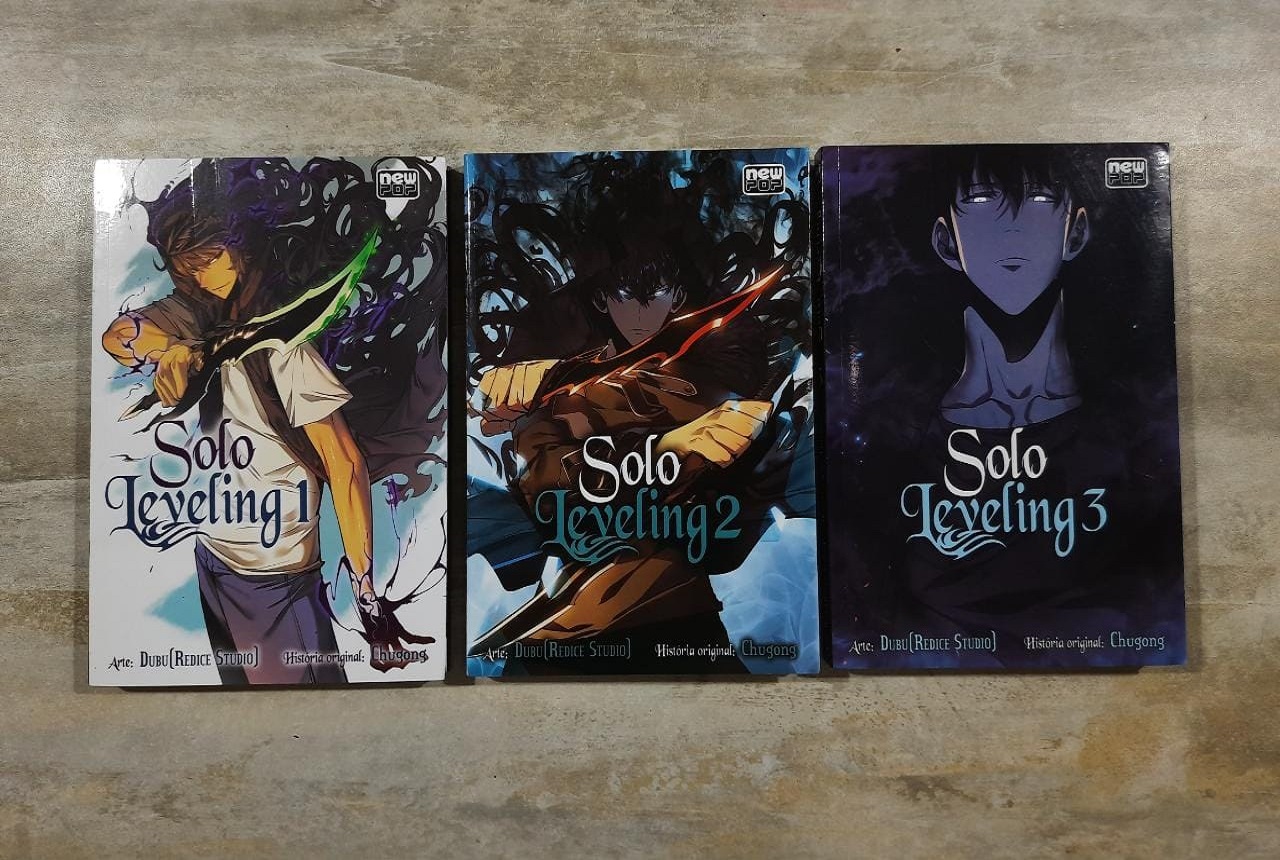 new
POP
Solo
Leveling 1
Arte: Dubu(Redice Studio)
História original: Chugong
new
POP
Solo
Leveling 2
Arte: Dubu(Redice Studio)
História original: Chugong
new
POP
Solo
Leveling 3
Arte: Dubu(Redice Studio)
História original: Chugong